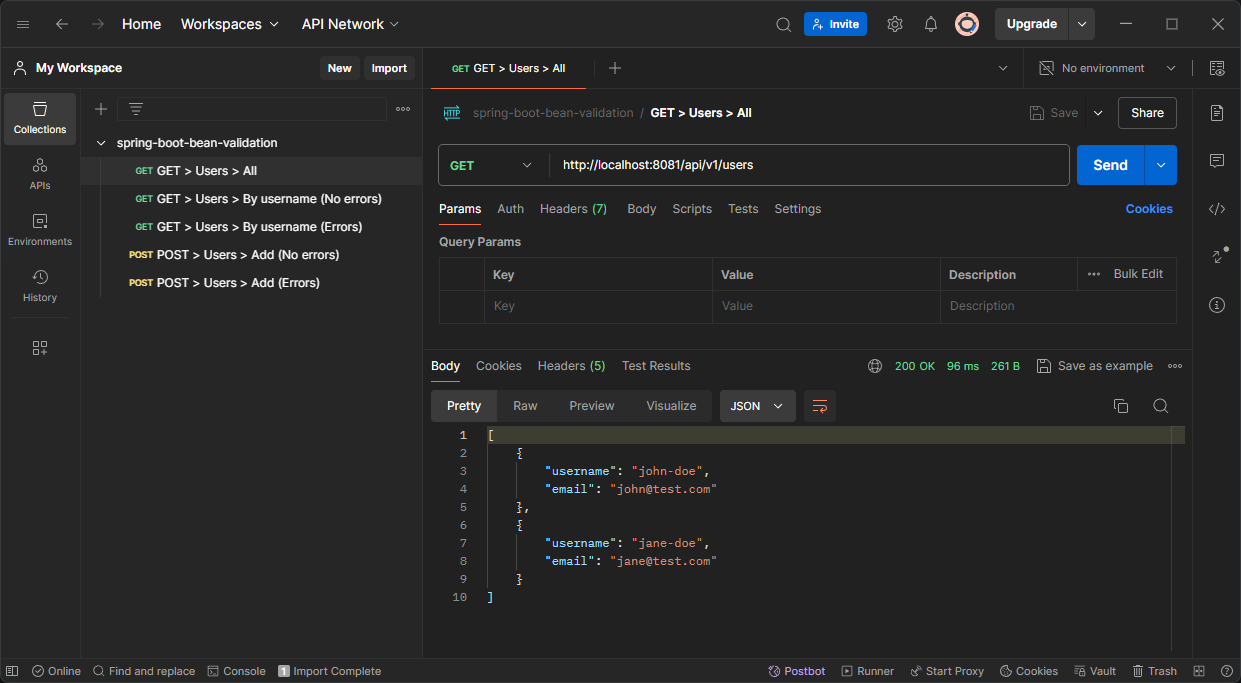 Home Workspaces API Network Invite Upgrade
My Workspace New Import GET GET > Users > All No environment
Collections
APIs
Environments
History
spring-boot-bean-validation
GET GET > Users > All
GET GET > Users > By username (No errors)
GET GET > Users > By username (Errors)
POST POST > Users > Add (No errors)
POST POST > Users > Add (Errors)
HTTP spring-boot-bean-validation / GET > Users > All Save Share
GET http://localhost:8081/api/v1/users Send
Params Auth Headers (7) Body Scripts Tests Settings Cookies
Query Params
Key Value Description Bulk Edit
Key Value Description
Body Cookies Headers (5) Test Results 200 OK 96 ms 261 B Save as example
Pretty Raw Preview Visualize JSON
1 [
2 {
3 "username": "john-doe",
4 "email": "john@test.com"
5 },
6 {
7 "username": "jane-doe",
8 "email": "jane@test.com"
9 }
10 ]
Online Find and replace Console 1 Import Complete Postbot Runner Start Proxy Cookies Vault Trash